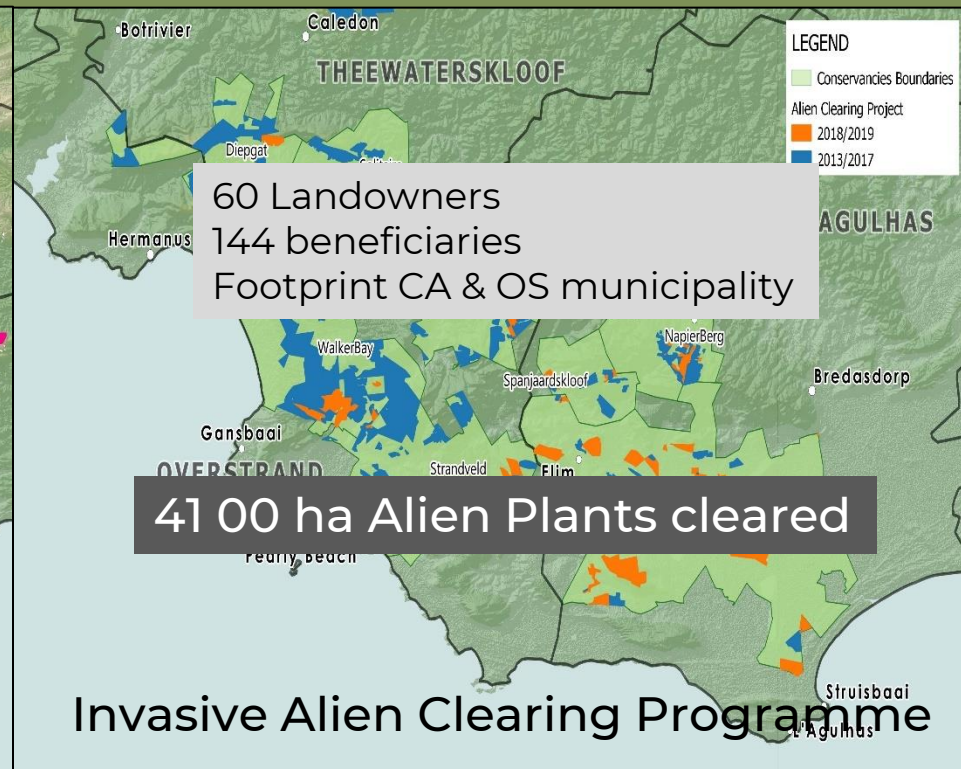 Botrivier
Caledon
THEEWATERSKLOOF
LEGEND
Conservancies Boundaries
Alien Clearing Project
2018/2019
2013/2017
Diepgat
AGULHAS
Hermanus
60 Landowners
144 beneficiaries
Footprint CA & OS municipality
WalkerBay
NapierBerg
Spanjaardskloof
Bredasdorp
Gansbaai
OVERSTRAND
Strandveld
Elim
41 00 ha Alien Plants cleared
Pearly Beach
Struisbaai
L'Agulhas
Invasive Alien Clearing Programme